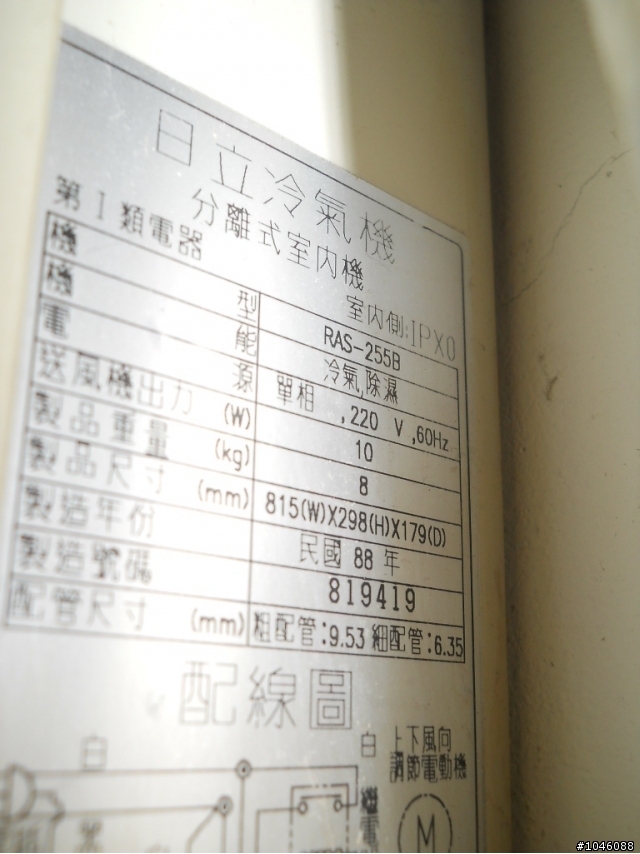 日立冷氣機
分離式室內機
第 I 類電器
室內側:IPX0
機型 RAS-255B
機能 冷氣,除濕
電源 單相 ,220 V ,60Hz
送風機出力 (W) 10
製品重量 (kg) 8
製品尺寸 (mm) 815(W)X298(H)X179(D)
製造年份 民國 88 年
製造號碼 819419
配管尺寸 (mm) 粗配管:9.53 細配管:6.35
配線圖
白
白
上下風向
調節電動機
M
#1046088